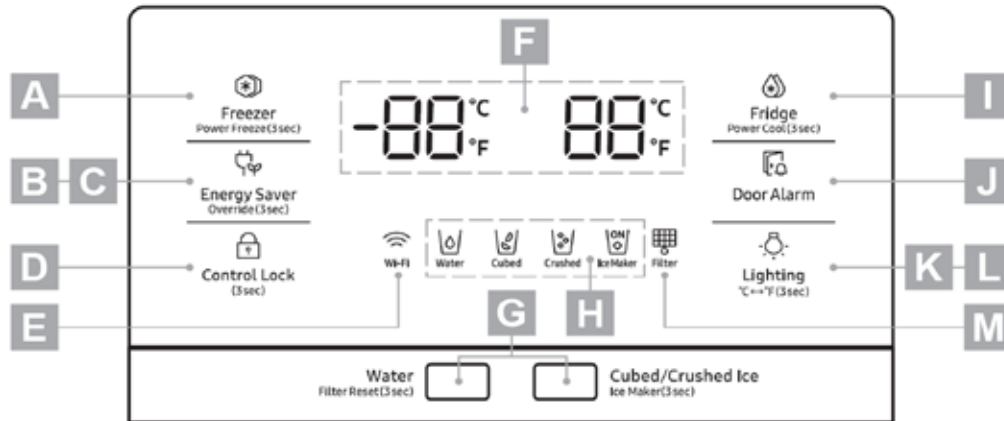 F
A
Freezer
Power Freeze(3sec)
-88 °C °F
88 °C °F
Fridge
Power Cool(3sec)
I
B C
Energy Saver
Override(3sec)
Door Alarm
J
D
Control Lock
(3sec)
Wi-Fi
Water
Cubed
Crushed
ON
Ice Maker
Filter
Lighting
°C↔°F(3sec)
K L
E
G
H
M
Water
Filter Reset(3sec)
Cubed/Crushed Ice
Ice Maker(3sec)